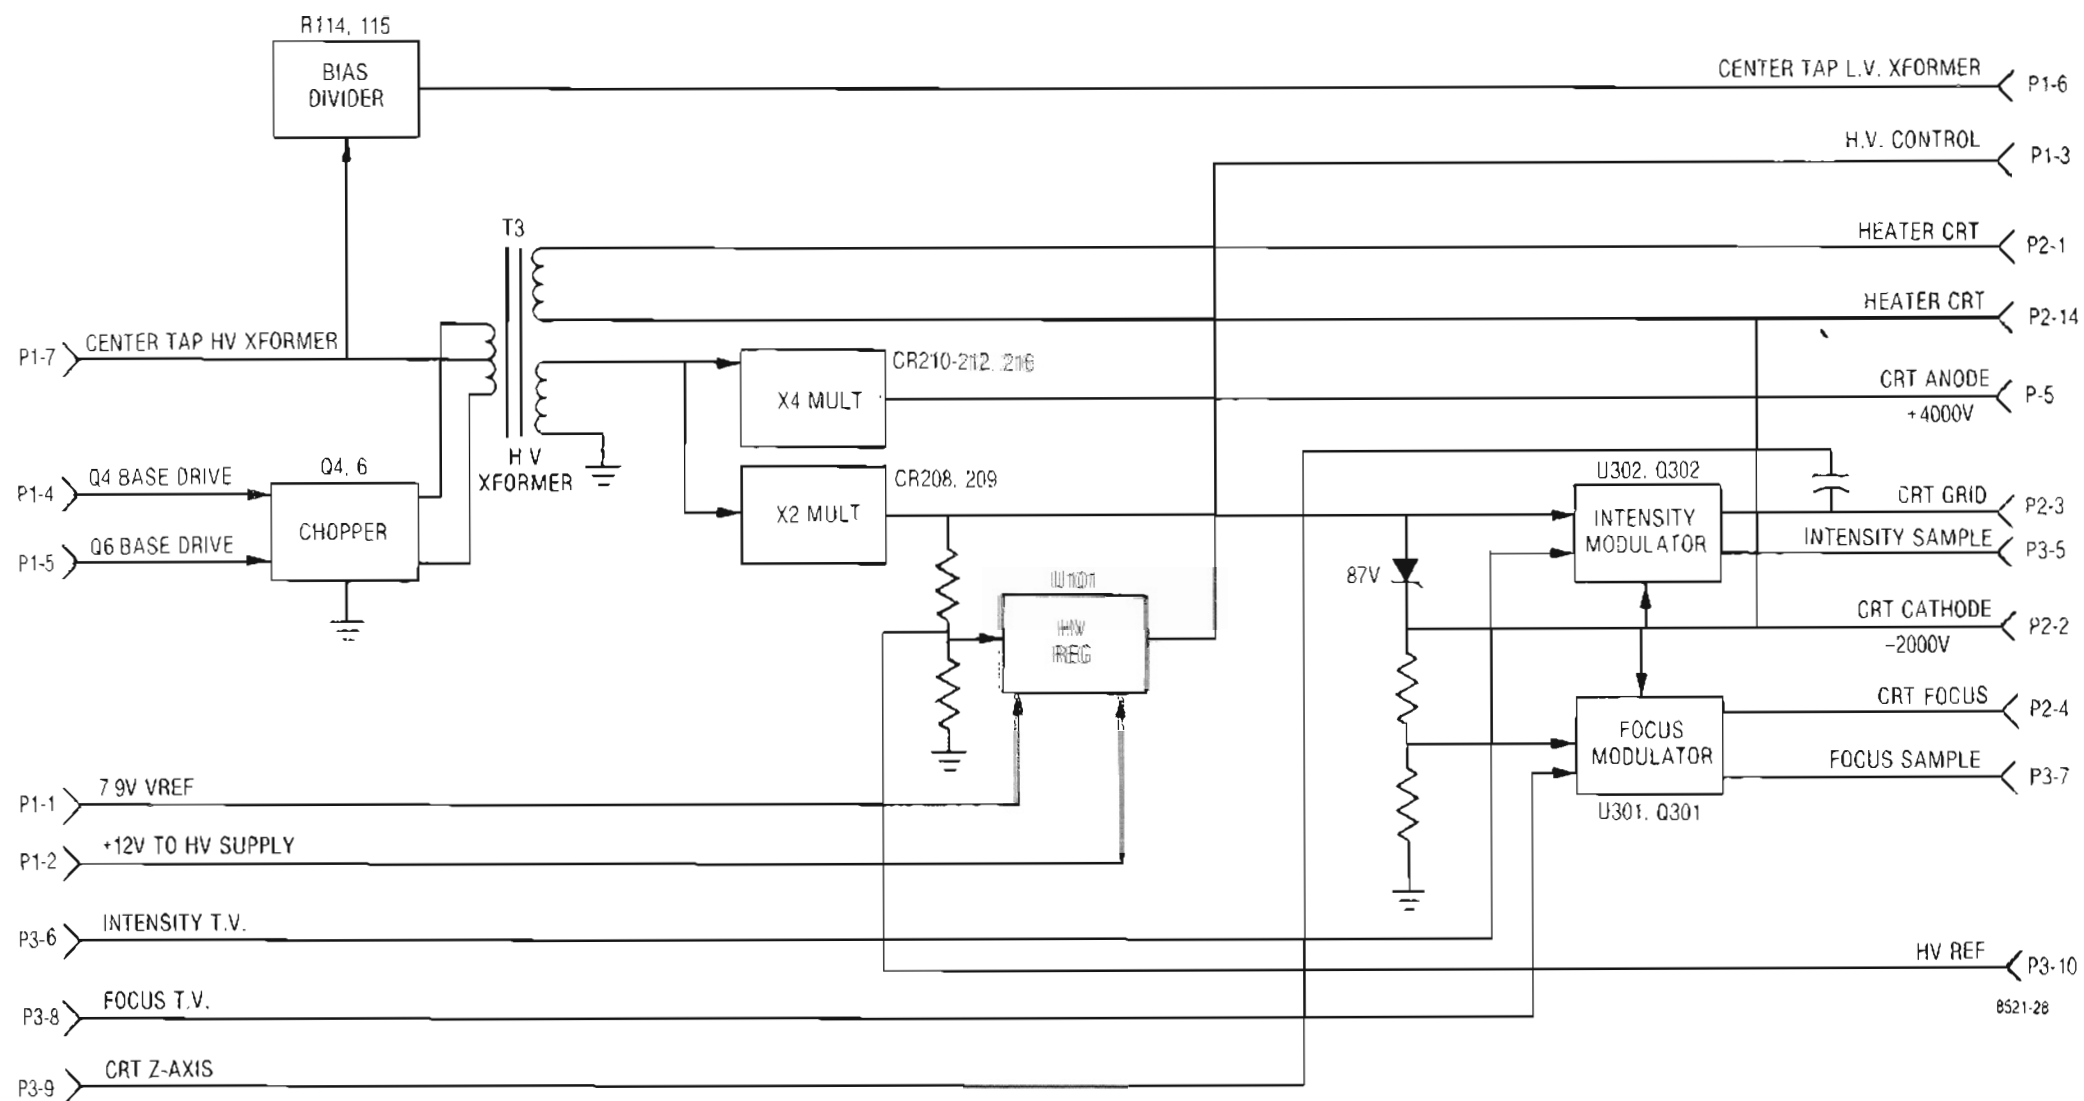 R114, 115
BIAS
DIVIDER
CENTER TAP L.V. XFORMER
P1-6
H.V. CONTROL
P1-3
T3
HEATER CRT
P2-1
HEATER CRT
P2-14
P1-7
CENTER TAP HV XFORMER
CR210-212, 216
X4 MULT
CRT ANODE
P-5
+4000V
H V
XFORMER
Q4, 6
P1-4
Q4 BASE DRIVE
CHOPPER
P1-5
Q6 BASE DRIVE
CR208, 209
X2 MULT
U302, Q302
INTENSITY
MODULATOR
CRT GRID
P2-3
INTENSITY SAMPLE
P3-5
87V
U101
HV
REG
CRT CATHODE
P2-2
-2000V
CRT FOCUS
P2-4
FOCUS
MODULATOR
FOCUS SAMPLE
P3-7
U301, Q301
P1-1
7 9V VREF
P1-2
+12V TO HV SUPPLY
P3-6
INTENSITY T.V.
HV REF
P3-10
8521-28
P3-8
FOCUS T.V.
P3-9
CRT Z-AXIS